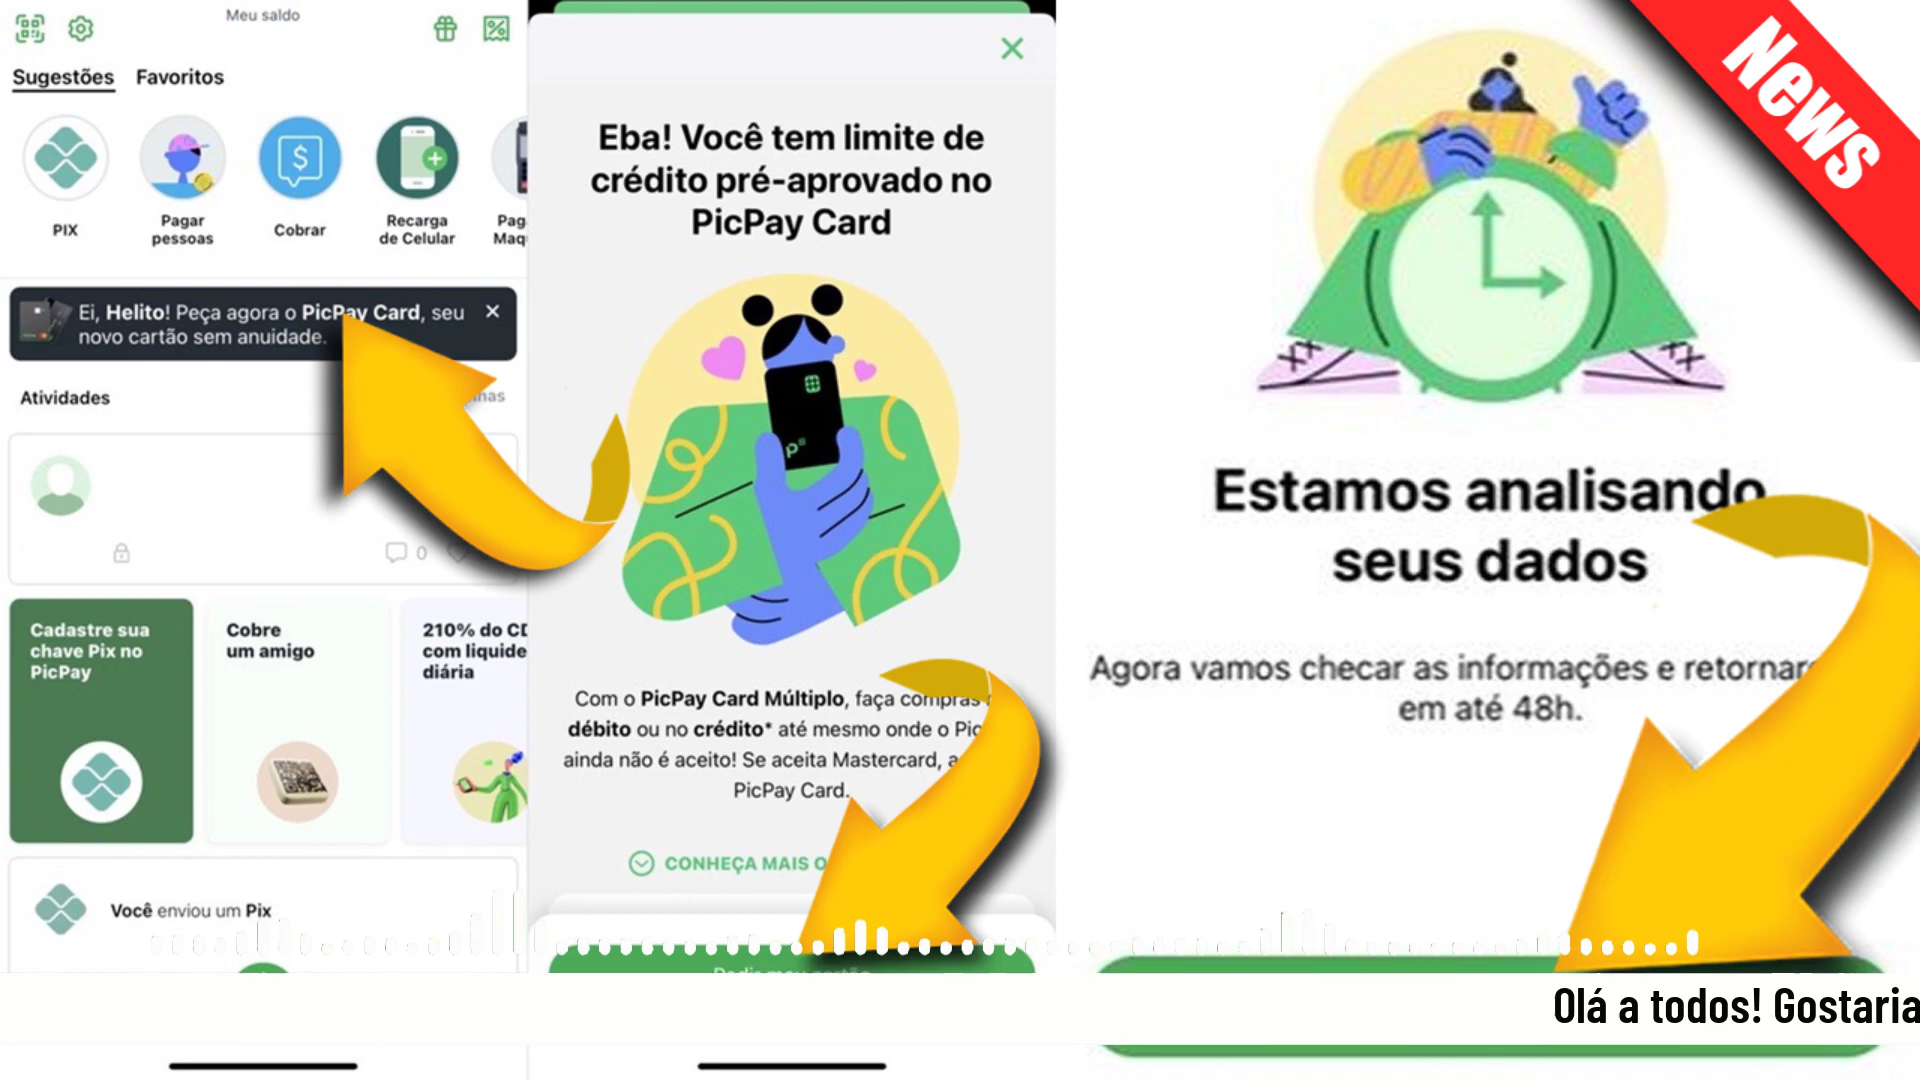 Meu saldo
Sugestões Favoritos
PIX
Pagar
pessoas
Cobrar
Recarga
de Celular
Pag
Maq
Ei, Helito! Peça agora o PicPay Card, seu
novo cartão sem anuidade.
Atividades
0
Cadastre sua
chave Pix no
PicPay
Cobre
um amigo
210% do CD
com liquide
diária
Você enviou um Pix
Eba! Você tem limite de
crédito pré-aprovado no
PicPay Card
Com o PicPay Card Múltiplo, faça compras
débito ou no crédito* até mesmo onde o Pic
ainda não é aceito! Se aceita Mastercard, a
PicPay Card.
CONHEÇA MAIS O
News
Estamos analisando
seus dados
Agora vamos checar as informações e retornar
em até 48h.
Olá a todos! Gostaria